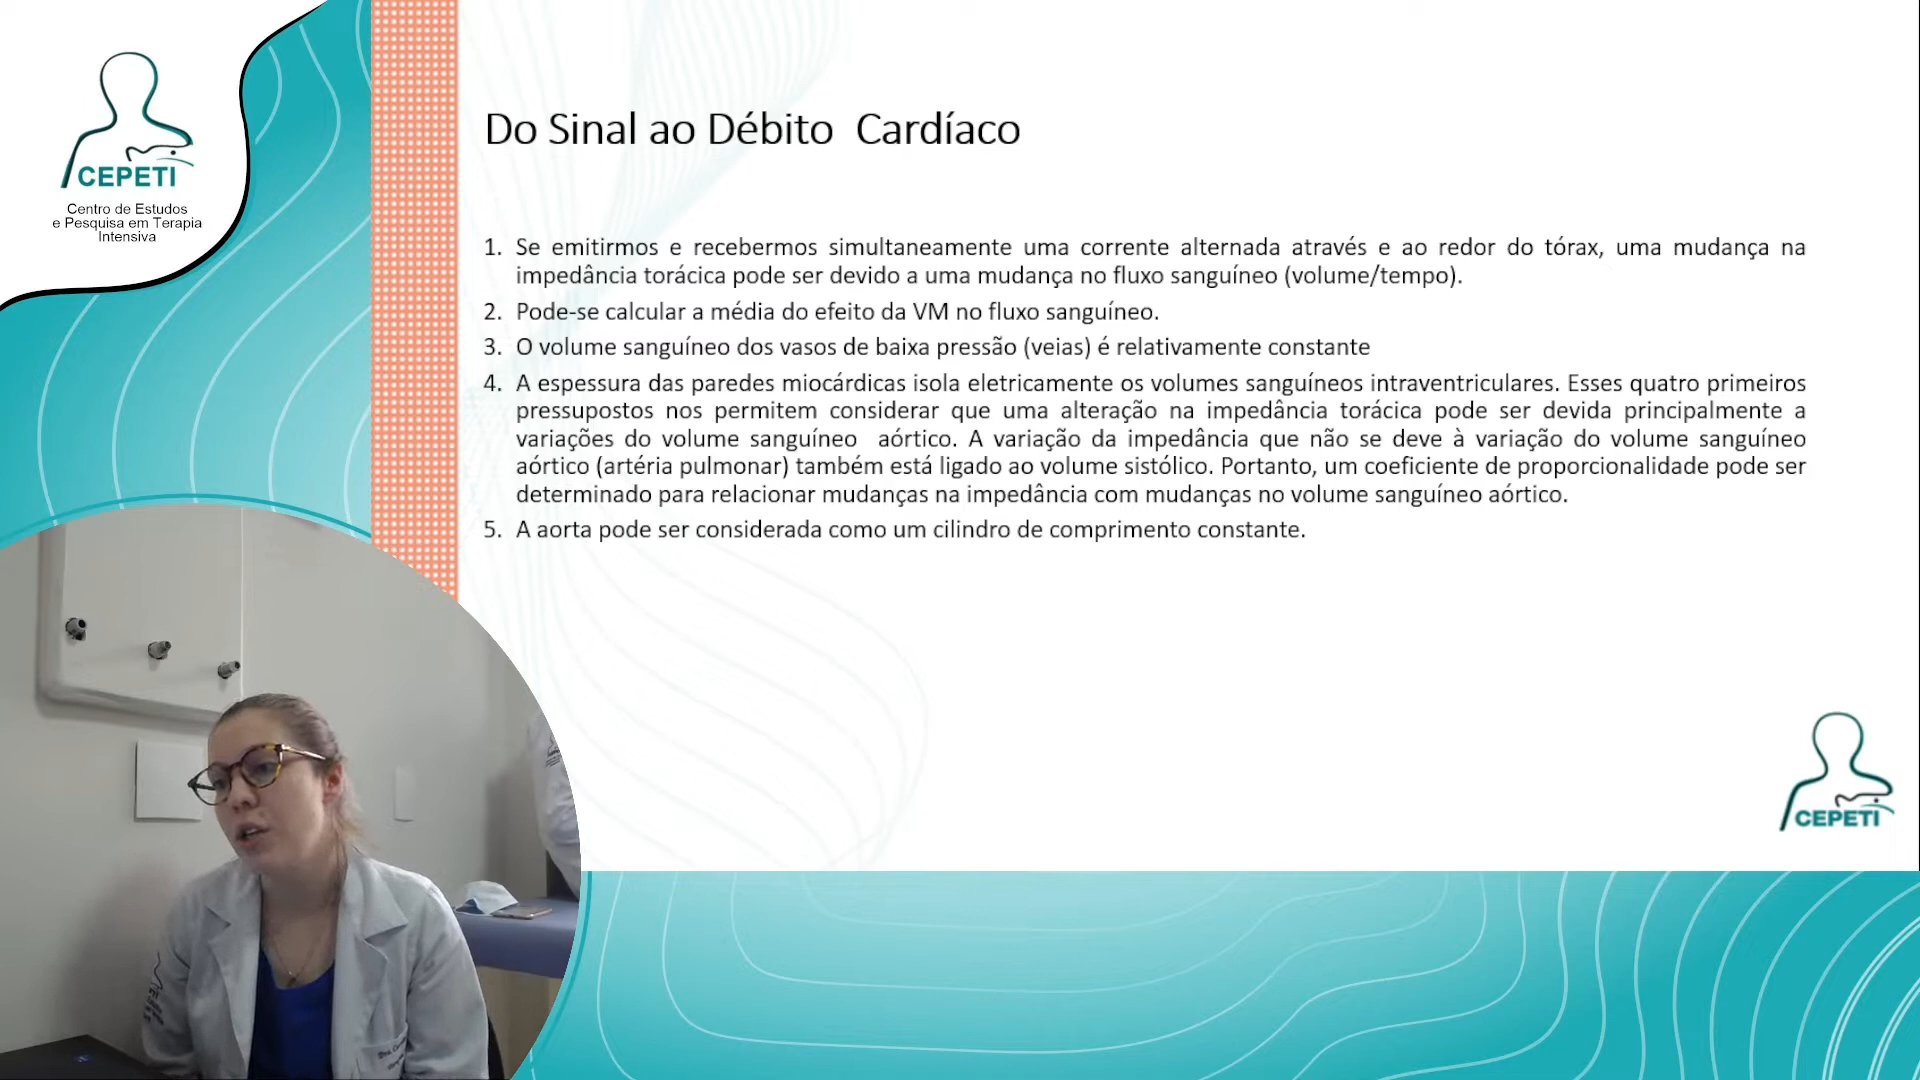 CEPETI
Centro de Estudos
e Pesquisa em Terapia
Intensiva
Do Sinal ao Débito  Cardíaco
1. Se emitirmos e recebermos simultaneamente uma corrente alternada através e ao redor do tórax, uma mudança na
impedância torácica pode ser devido a uma mudança no fluxo sanguíneo (volume/tempo).
2. Pode-se calcular a média do efeito da VM no fluxo sanguíneo.
3. O volume sanguíneo dos vasos de baixa pressão (veias) é relativamente constante
4. A espessura das paredes miocárdicas isola eletricamente os volumes sanguíneos intraventriculares. Esses quatro primeiros
pressupostos nos permitem considerar que uma alteração na impedância torácica pode ser devida principalmente a
variações do volume sanguíneo  aórtico. A variação da impedância que não se deve à variação do volume sanguíneo
aórtico (artéria pulmonar) também está ligado ao volume sistólico. Portanto, um coeficiente de proporcionalidade pode ser
determinado para relacionar mudanças na impedância com mudanças no volume sanguíneo aórtico.
5. A aorta pode ser considerada como um cilindro de comprimento constante.
CEPETI